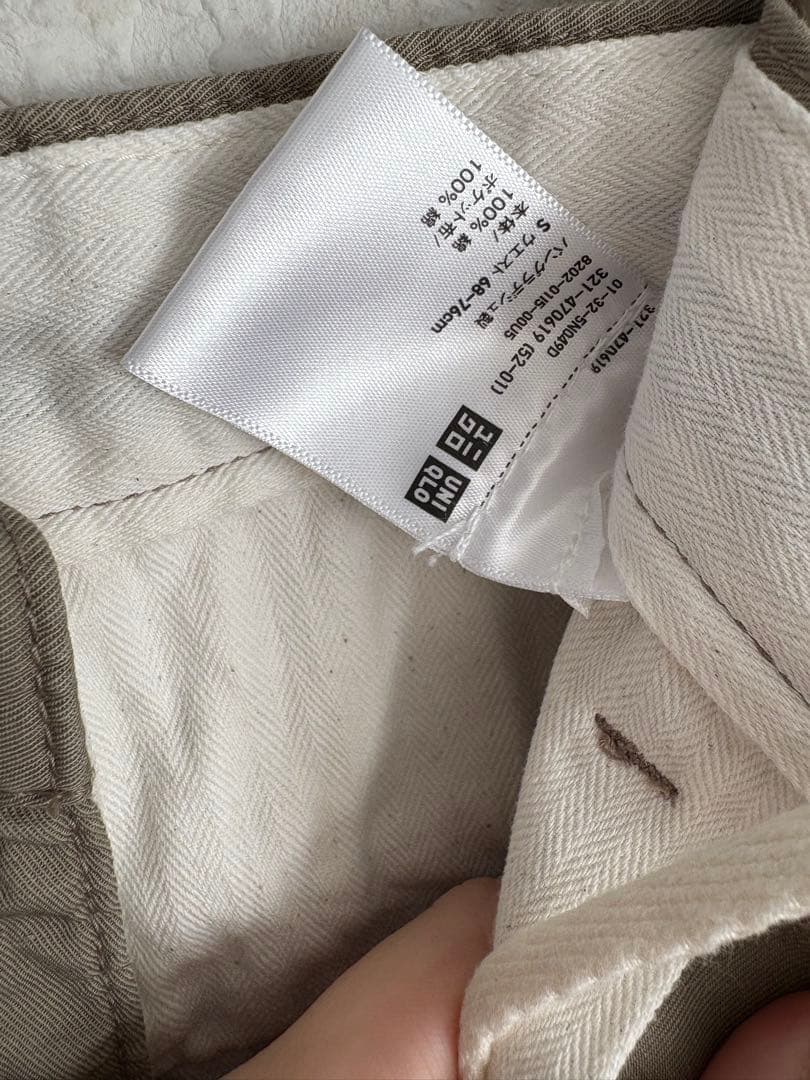 ユニ
クロ
UNI
QLO
321-470619
01-32-5N049D
321-470619 (52-01)
8202-0115-00U5
バングラデシュ製
S ウエスト 68-76cm
本体/
100% 綿
ポケット布/
100% 綿